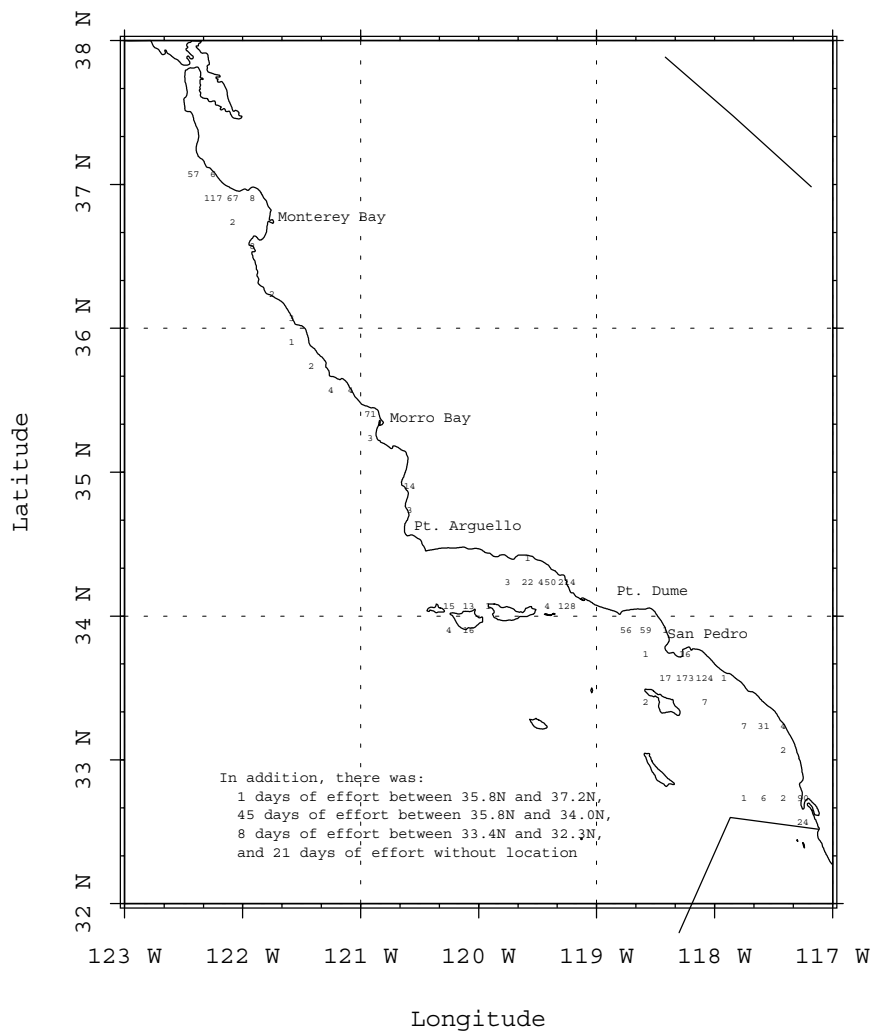 38 N
37 N
57 6
117 67 8
Monterey Bay
2
2
36 N
1
2
4 4
71
Morro Bay
3
35 N
14
3
Pt. Arguello
1
3 22 450
Pt. Dume
15 13 4 128
34 N
4 16 56 59
San Pedro
1
17 173 124 1
2 7
7 31 4
2
33 N
In addition, there was:
1 days of effort between 35.8N and 37.2N,
1 6 2
45 days of effort between 35.8N and 34.0N,
24
8 days of effort between 33.4N and 32.3N,
and 21 days of effort without location
32 N
123 W 122 W 121 W 120 W 119 W 118 W 117 W
Longitude
Latitude